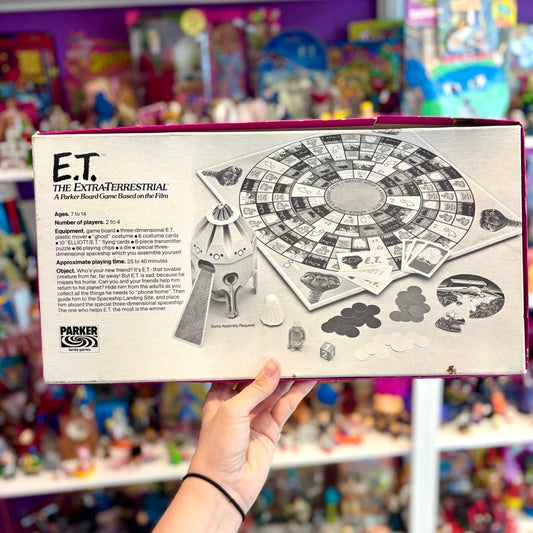 E.T.™
THE EXTRA-TERRESTRIAL
A Parker Board Game Based on the Film
Ages. 7 to 14
Number of players. 2 to 4
Equipment. game board • three-dimensional E.T.
plastic mover • "ghost" costume • 8 costume cards
• 10 "ELLIOTT/E.T." flying cards • 8-piece transmitter
puzzle • 86 playing chips • a die • special three-
dimensional spaceship which you assemble yourself.
Approximate playing time. 25 to 40 minutes
Object. Who's your new friend? It's E.T.-that lovable
creature from far, far away! But E.T. is sad, because he
misses his home. Can you and your friends help him
return to his planet? Hide him from the adults as you
collect all the things he needs to "phone home". Then
guide him to the Spaceship Landing Site, and place
him aboard the special three-dimensional spaceship.
The one who helps E.T. the most is the winner.
Some Assembly Required
PARKER
family games